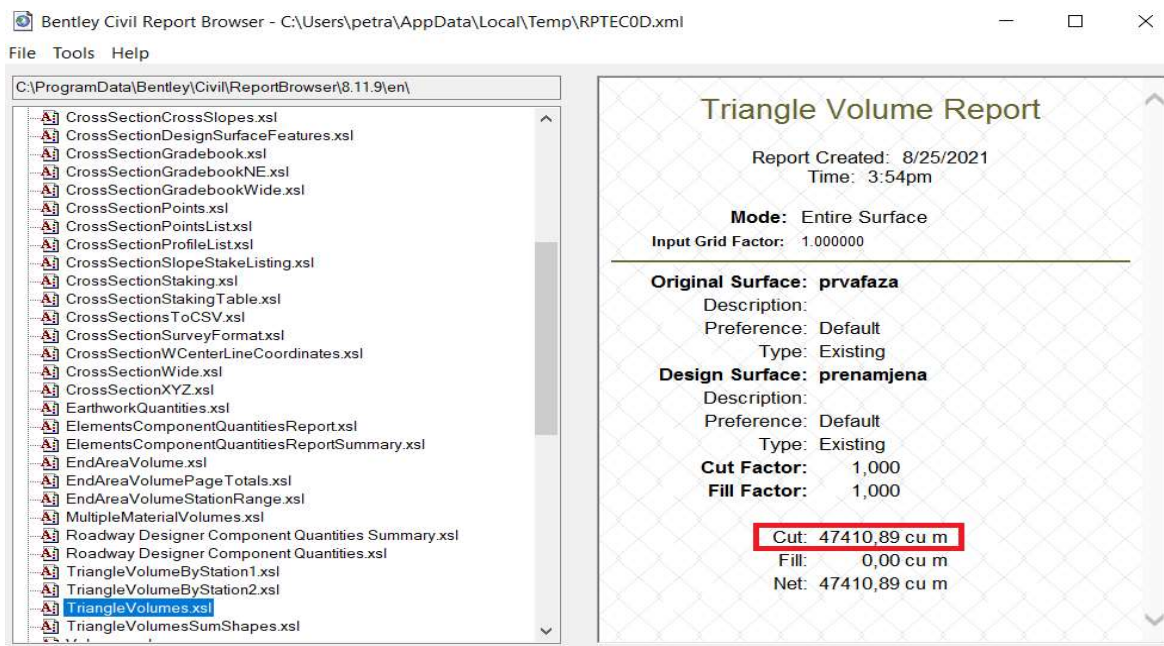 Bentley Civil Report Browser - C:\Users\petra\AppData\Local\Temp\RPTEC0D.xml
File Tools Help
C:\ProgramData\Bentley\Civil\ReportBrowser\8.11.9\en\
CrossSectionCrossSlopes.xsl
CrossSectionDesignSurfaceFeatures.xsl
CrossSectionGradebook.xsl
CrossSectionGradebookNE.xsl
CrossSectionGradebookWide.xsl
CrossSectionPoints.xsl
CrossSectionPointsList.xsl
CrossSectionProfileList.xsl
CrossSectionSlopeStakeListing.xsl
CrossSectionStaking.xsl
CrossSectionStakingTable.xsl
CrossSectionsToCSV.xsl
CrossSectionSurveyFormat.xsl
CrossSectionWCenterLineCoordinates.xsl
CrossSectionWide.xsl
CrossSectionXYZ.xsl
EarthworkQuantities.xsl
ElementsComponentQuantitiesReport.xsl
ElementsComponentQuantitiesReportSummary.xsl
EndAreaVolume.xsl
EndAreaVolumePageTotals.xsl
EndAreaVolumeStationRange.xsl
MultipleMaterialVolumes.xsl
Roadway Designer Component Quantities Summary.xsl
Roadway Designer Component Quantities.xsl
TriangleVolumeByStation1.xsl
TriangleVolumeByStation2.xsl
TriangleVolumes.xsl
TriangleVolumesSumShapes.xsl
Triangle Volume Report
Report Created: 8/25/2021
Time: 3:54pm
Mode: Entire Surface
Input Grid Factor: 1.000000
Original Surface: prvafaza
Description:
Preference: Default
Type: Existing
Design Surface: prenamjena
Description:
Preference: Default
Type: Existing
Cut Factor: 1,000
Fill Factor: 1,000
Cut: 47410,89 cu m
Fill: 0,00 cu m
Net: 47410,89 cu m